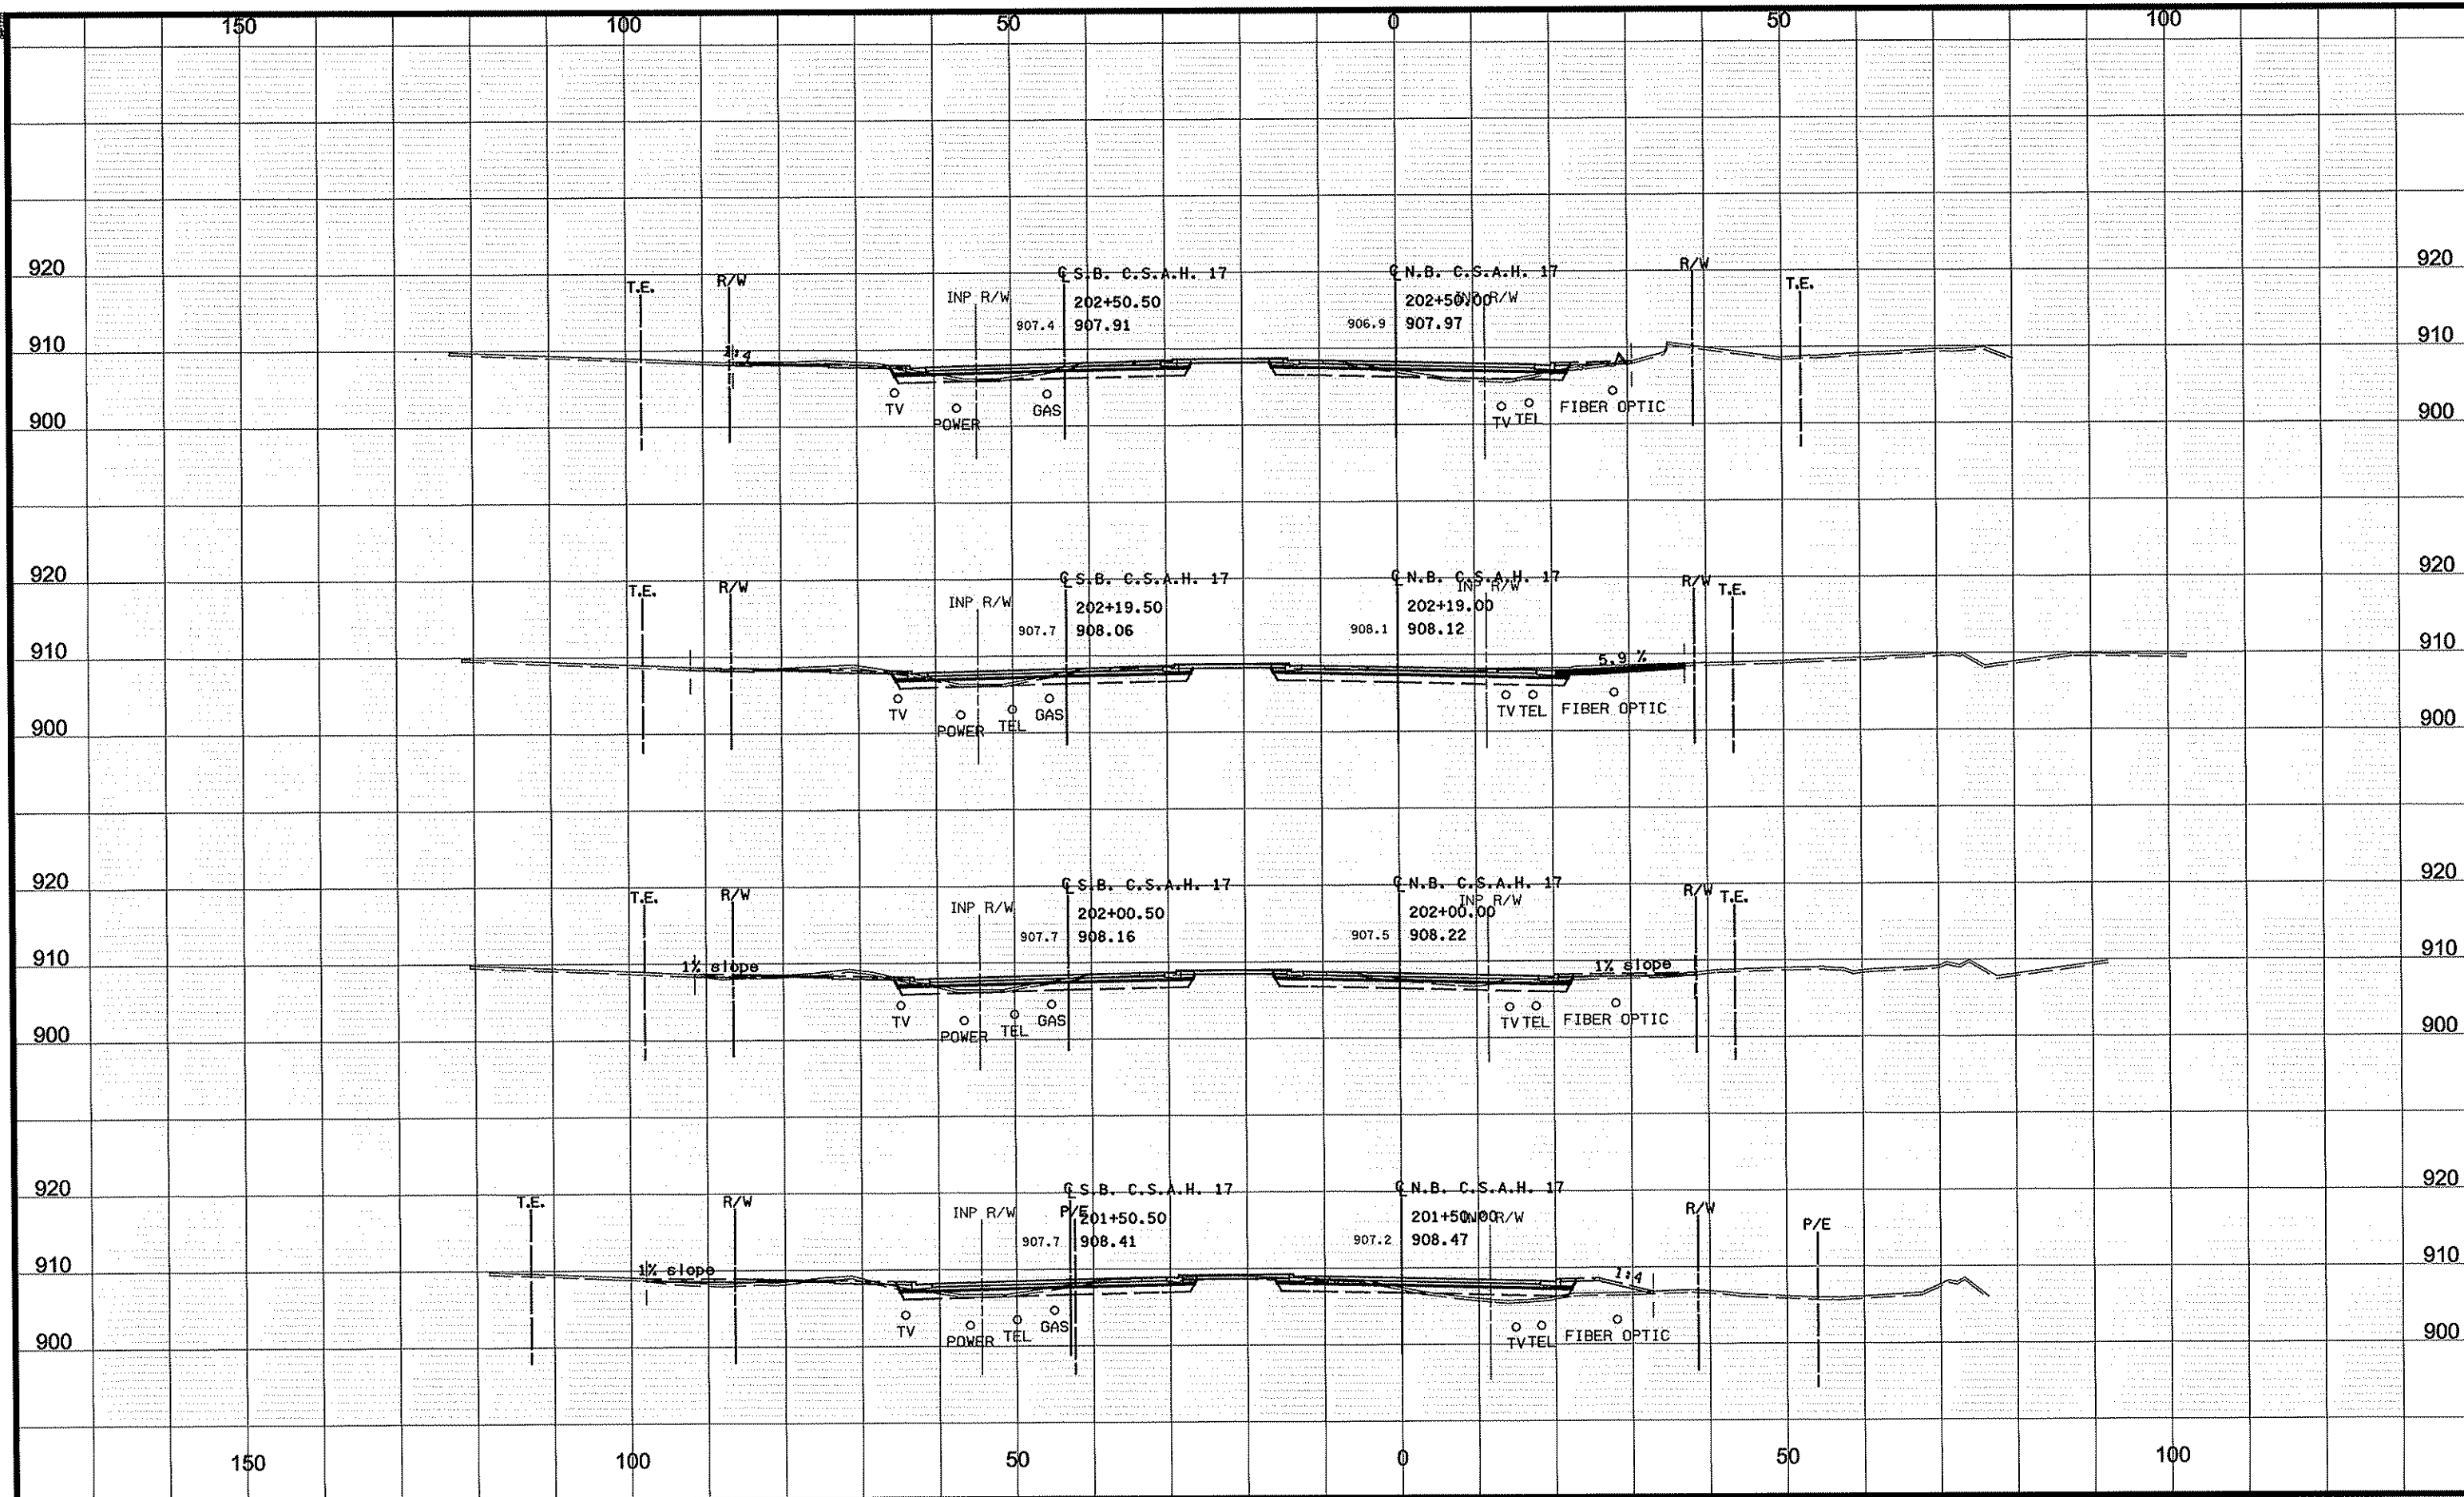 150 100 50 0 50 100
℄ S.B. C.S.A.H. 17 ℄ N.B. C.S.A.H. 17 R/W
920 T.E. R/W 920
INP R/W 202+50.50 202+50.00 INP R/W T.E.
907.4 907.91 906.9 907.97
910 1:4 910
TV POWER GAS TV TEL FIBER OPTIC
900 900
℄ S.B. C.S.A.H. 17 ℄ N.B. C.S.A.H. 17
920 T.E. R/W INP R/W R/W T.E. 920
INP R/W 202+19.50 202+19.00
907.7 908.06 908.1 908.12
910 5.9 % 910
TV POWER TEL GAS TV TEL FIBER OPTIC
900 900
℄ S.B. C.S.A.H. 17 ℄ N.B. C.S.A.H. 17
920 T.E. R/W INP R/W R/W T.E. 920
INP R/W 202+00.50 202+00.00
907.7 908.16 907.5 908.22
910 1% slope 1% slope 910
TV POWER TEL GAS TV TEL FIBER OPTIC
900 900
℄ S.B. C.S.A.H. 17 ℄ N.B. C.S.A.H. 17
920 T.E. R/W R/W 920
INP R/W P/E 201+50.50 201+50.00 INP R/W P/E
907.7 908.41 907.2 908.47
910 1% slope 1:4 910
TV POWER TEL GAS TV TEL FIBER OPTIC
900 900
150 100 50 0 50 100